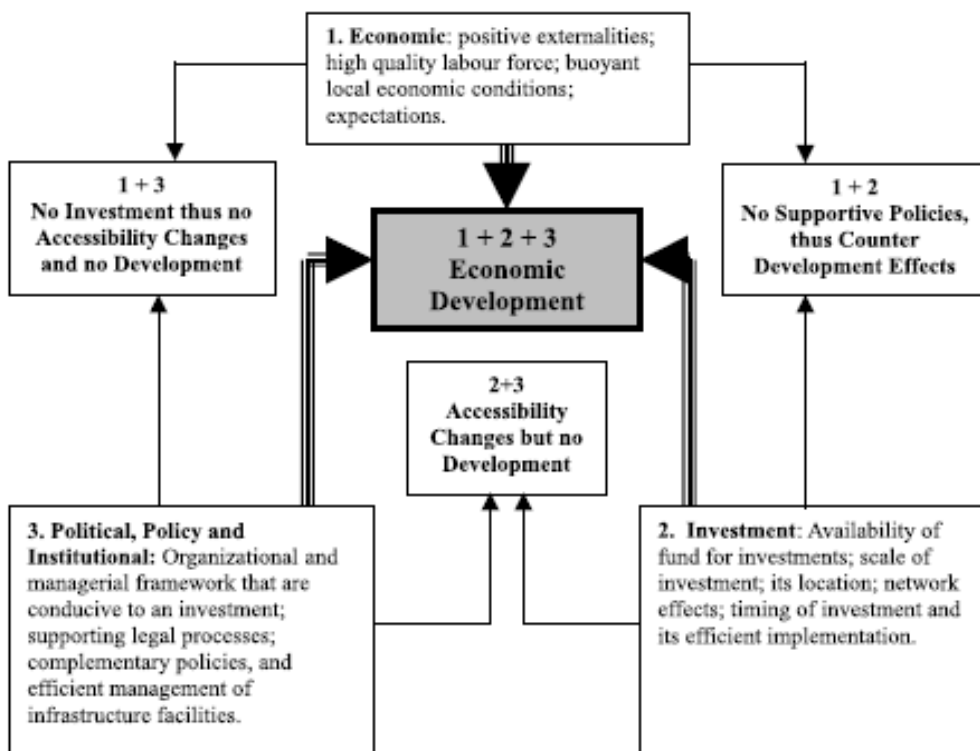 1. Economic: positive externalities;
high quality labour force; buoyant
local economic conditions;
expectations.
1 + 3
No Investment thus no
Accessibility Changes
and no Development
1 + 2 + 3
Economic
Development
1 + 2
No Supportive Policies,
thus Counter
Development Effects
2+3
Accessibility
Changes but no
Development
3. Political, Policy and
Institutional: Organizational and
managerial framework that are
conducive to an investment;
supporting legal processes;
complementary policies, and
efficient management of
infrastructure facilities.
2. Investment: Availability of
fund for investments; scale of
investment; its location; network
effects; timing of investment and
its efficient implementation.